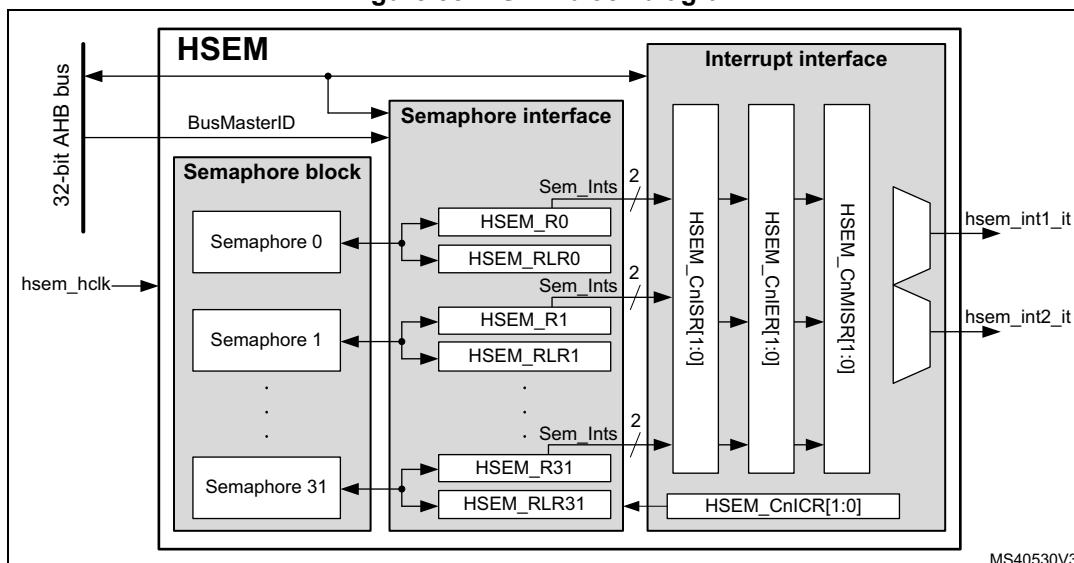 HSEM
Interrupt interface
32-bit AHB bus
BusMasterID
Semaphore interface
Semaphore block
Sem_Ints
2
HSEM_R0
Semaphore 0
HSEM_RLR0
hsem_hclk
Sem_Ints
2
HSEM_R1
Semaphore 1
HSEM_RLR1
Sem_Ints
2
HSEM_R31
Semaphore 31
HSEM_RLR31
HSEM_CnISR[1:0]
HSEM_CnIER[1:0]
HSEM_CnMISR[1:0]
HSEM_CnICR[1:0]
hsem_int1_it
hsem_int2_it
MS40530V3